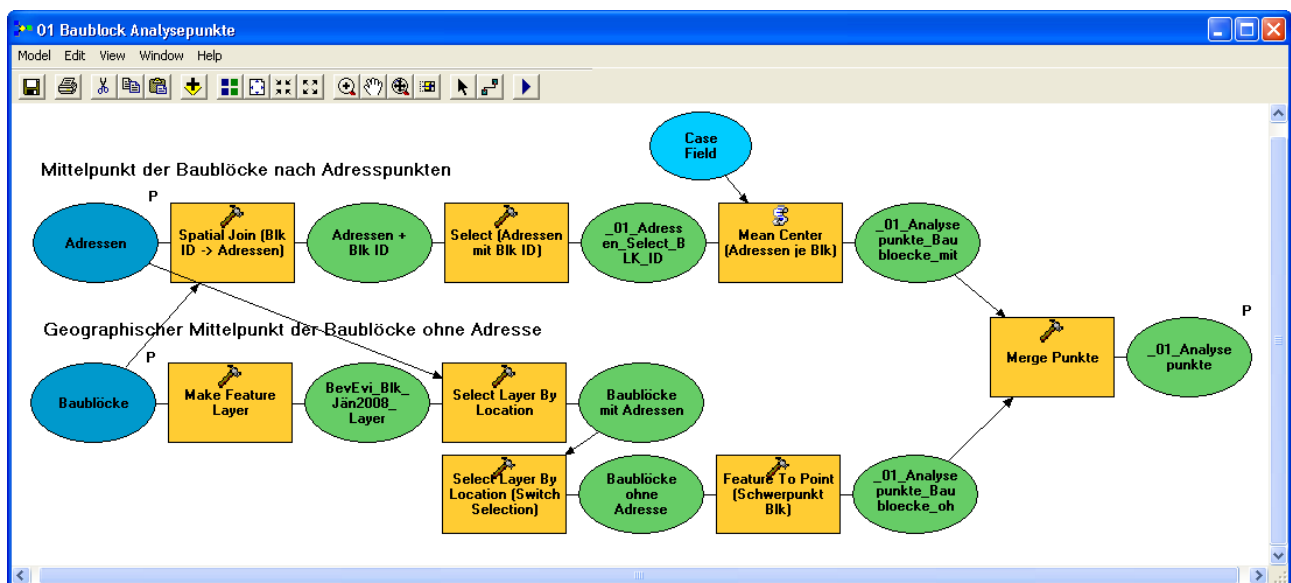 01 Baublock Analysepunkte
Model Edit View Window Help
Case
Field
Mittelpunkt der Baublöcke nach Adresspunkten
P
Adressen
Spatial Join (Blk
ID -> Adressen)
Adressen +
Blk ID
Select (Adressen
mit Blk ID)
_01_Adress
en_Select_B
LK_ID
Mean Center
(Adressen je Blk)
_01_Analyse
punkte_Bau
bloecke_mit
Geographischer Mittelpunkt der Baublöcke ohne Adresse
P
Baublöcke
Make Feature
Layer
BevEvi_Blk_
Jän2008_
Layer
Select Layer By
Location
Baublöcke
mit Adressen
Merge Punkte
P
_01_Analyse
punkte
Select Layer By
Location (Switch
Selection)
Baublöcke
ohne
Adresse
Feature To Point
(Schwerpunkt
Blk)
_01_Analyse
punkte_Bau
bloecke_oh